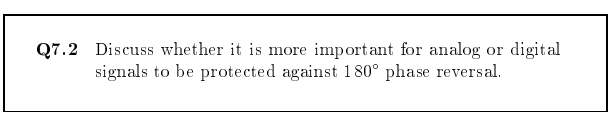 Q7.2 Discuss whether it is more important for analog or digital
signals to be protected against 180° phase reversal.